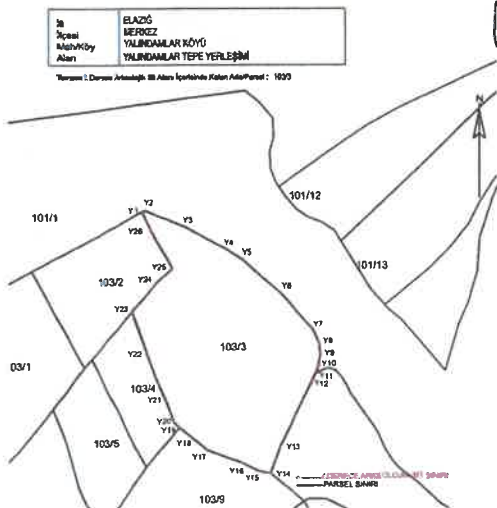 İli ELAZIĞ
İlçesi MERKEZ
Mah/Köy YALINDAMLAR KÖYÜ
Alan YALINDAMLAR TEPE YERLEŞİMİ
103/3
N
101/12
101/1
Y1 Y2
Y3
Y26
Y4
Y5
101/13
Y25
103/2
Y24
Y6
Y23
Y7
Y8
103/3
Y22
Y9
Y10
03/1
Y11
Y12
103/4
Y21
Y20
Y19
103/5
Y18
Y13
Y17
Y16
Y15
Y14
PARSEL SINIRI
103/9